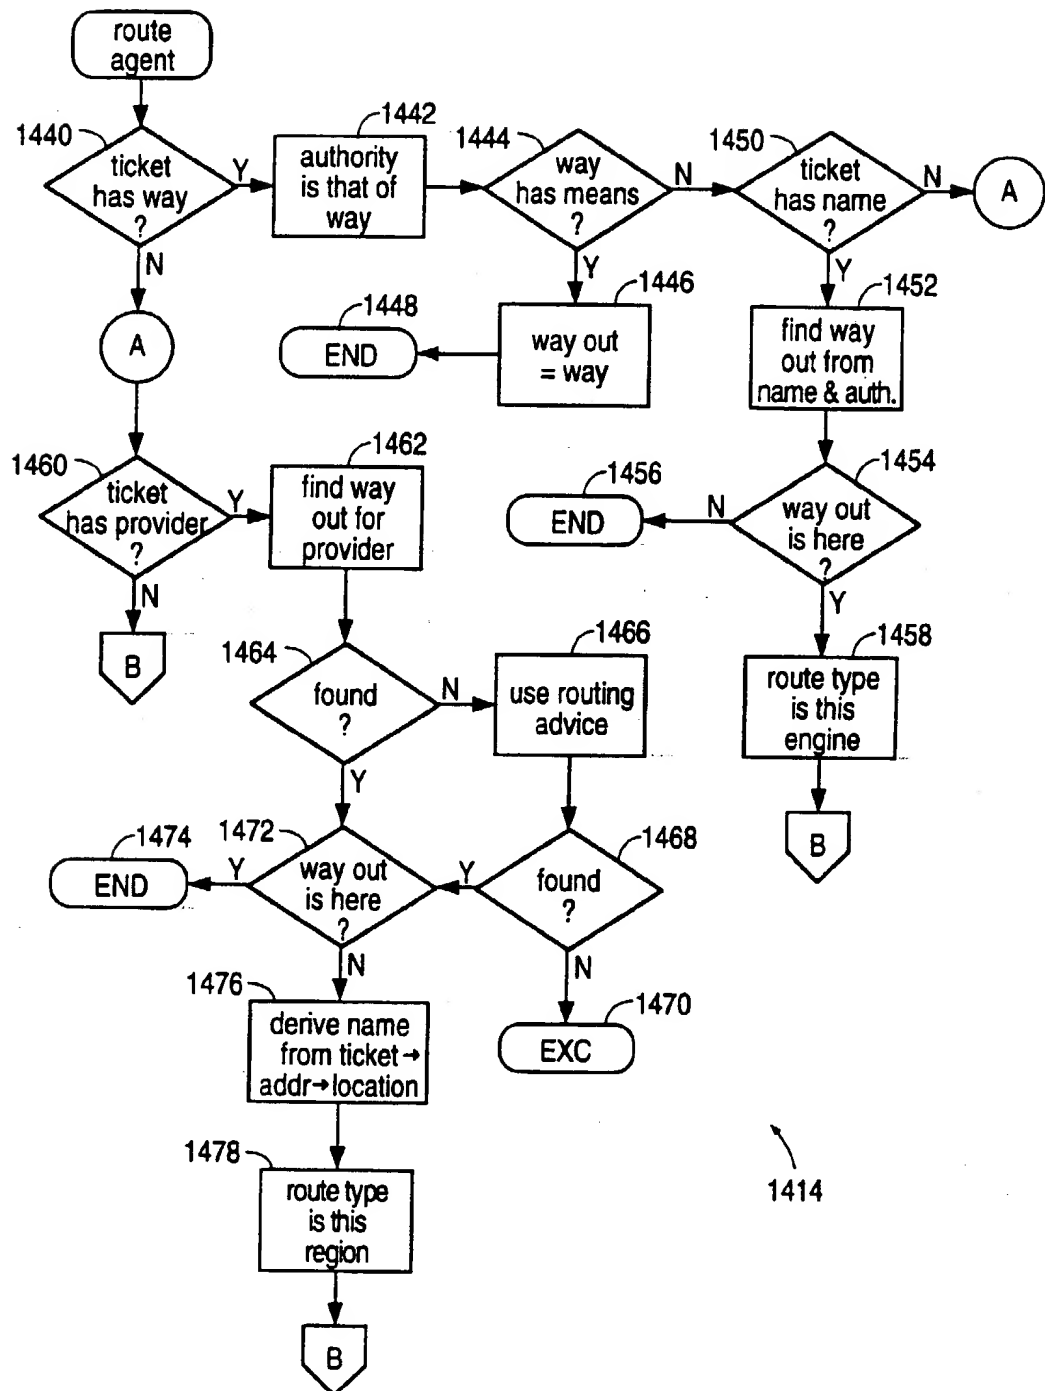 route
agent
1440
ticket
has way
?
Y
N
1442
authority
is that of
way
1444
way
has means
?
N
Y
1450
ticket
has name
?
N
A
Y
1446
way out
= way
1448
END
1452
find way
out from
name & auth.
A
1454
way out
is here
?
N
1456
END
Y
1458
route type
is this
engine
B
1460
ticket
has provider
?
Y
N
B
1462
find way
out for
provider
1464
found
?
N
Y
1466
use routing
advice
1468
found
?
Y
N
1470
EXC
1472
way out
is here
?
Y
1474
END
N
1476
derive name
from ticket→
addr→location
1478
route type
is this
region
B
1414